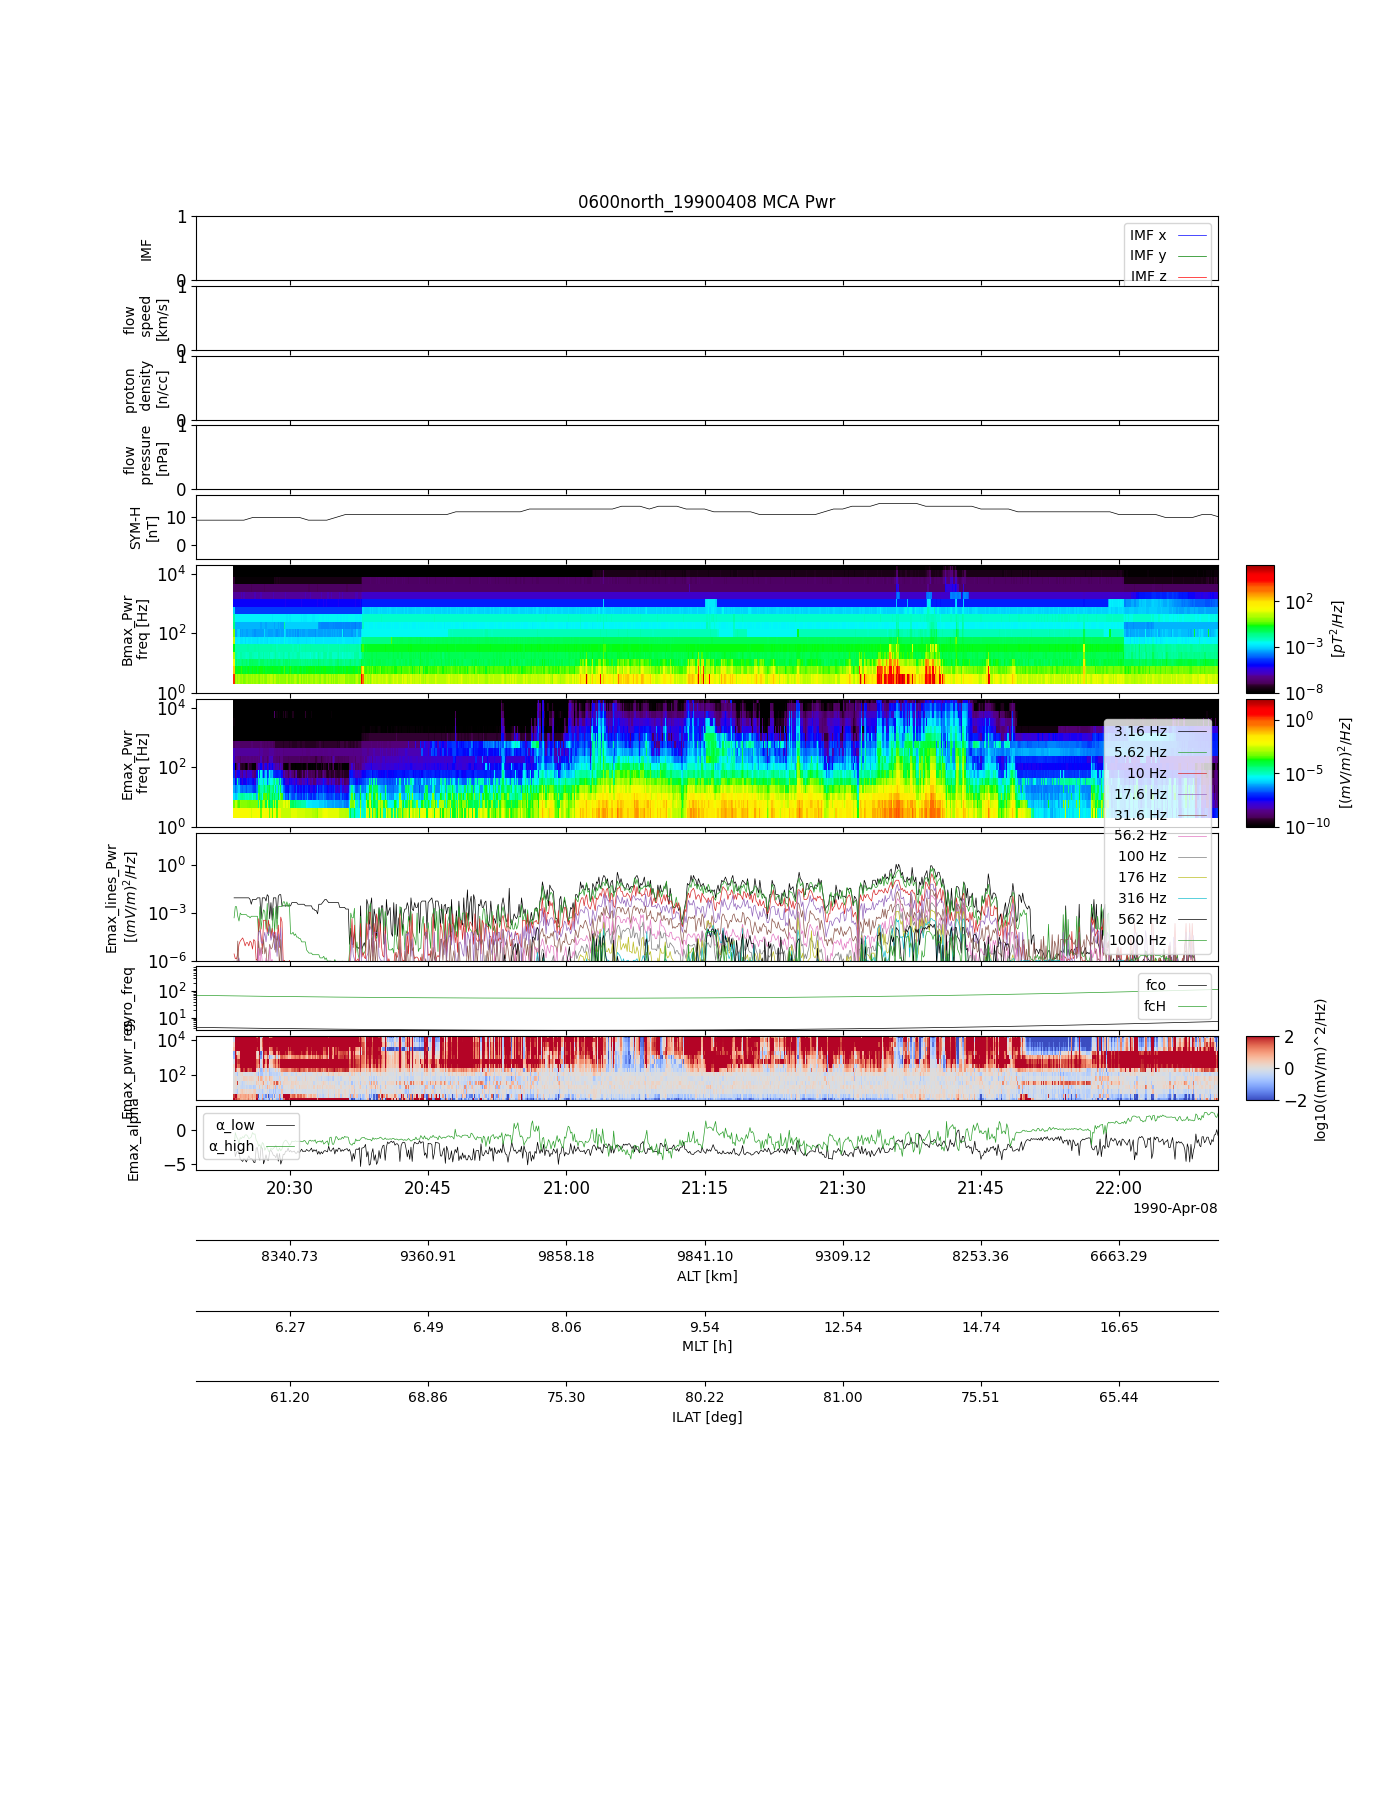 0600north_19900408 MCA Pwr
1
0
IMF
IMF x
IMF y
IMF z
1
0
flow
speed
[km/s]
1
0
proton
density
[n/cc]
1
0
flow
pressure
[nPa]
10
0
SYM-H
[nT]
10^4
10^2
10^0
Bmax_Pwr
freq [Hz]
10^2
10^−3
10^−8
[pT^2/Hz]
10^4
10^2
10^0
Emax_Pwr
freq [Hz]
10^0
10^−5
10^−10
[(mV/m)^2/Hz]
3.16 Hz
5.62 Hz
10 Hz
17.6 Hz
31.6 Hz
56.2 Hz
100 Hz
176 Hz
316 Hz
562 Hz
1000 Hz
10^0
10^−3
10^−6
Emax_lines_Pwr
[(mV/m)^2/Hz]
10^2
10^1
gyro_freq
fco
fcH
10^4
10^2
2
0
−2
log10((mV/m)^2/Hz)
0
−5
Emax_alpha
α_low
α_high
20:30 20:45 21:00 21:15 21:30 21:45 22:00
1990-Apr-08
8340.73 9360.91 9858.18 9841.10 9309.12 8253.36 6663.29
ALT [km]
6.27 6.49 8.06 9.54 12.54 14.74 16.65
MLT [h]
61.20 68.86 75.30 80.22 81.00 75.51 65.44
ILAT [deg]